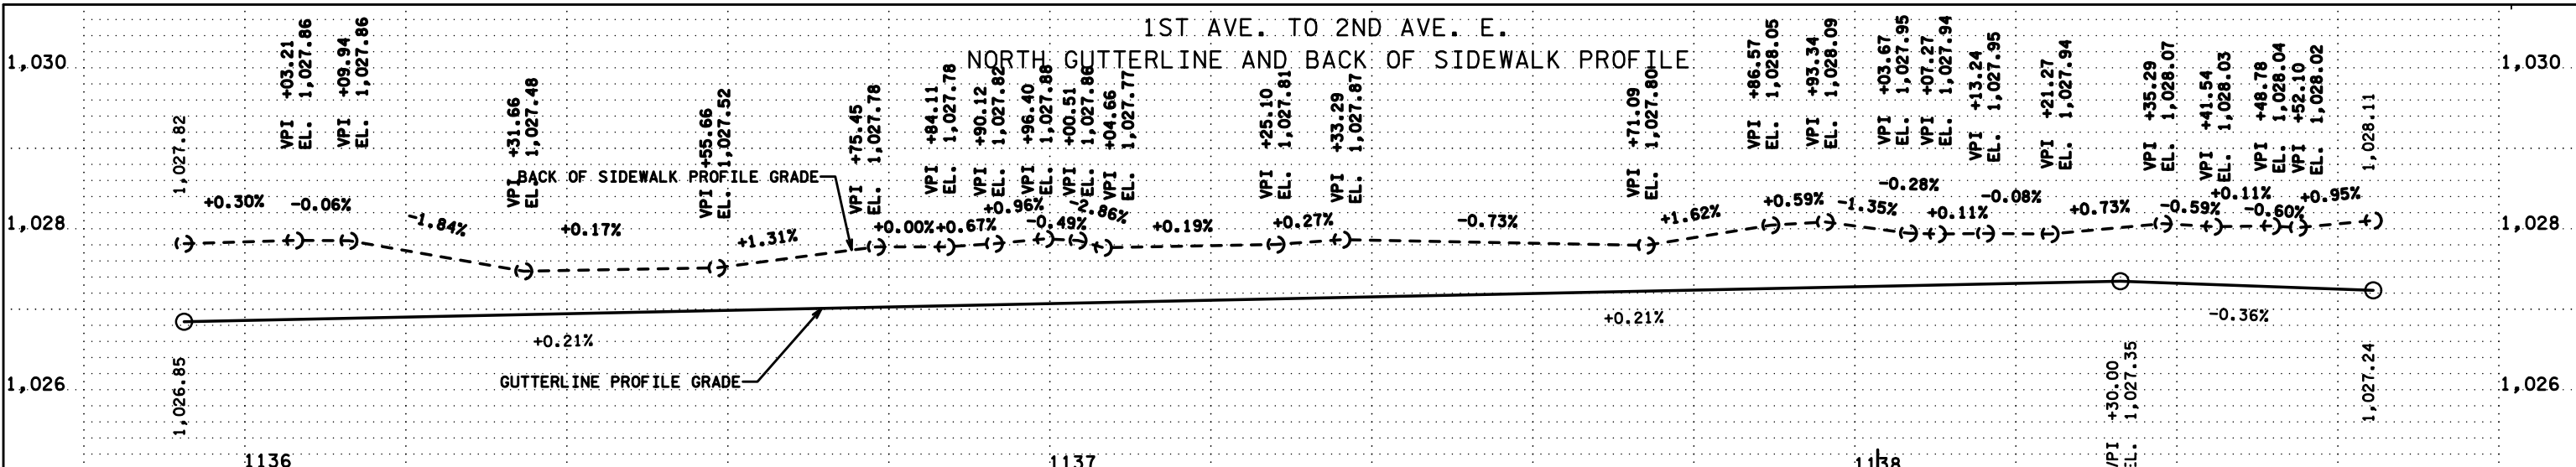 1ST AVE. TO 2ND AVE. E.
NORTH GUTTERLINE AND BACK OF SIDEWALK PROFILE
1,030
1,028
1,026
1,030
1,028
1,026
1,027.82
VPI +03.21
EL. 1,027.86
VPI +09.94
EL. 1,027.86
VPI +31.66
EL. 1,027.48
VPI +55.66
EL. 1,027.52
VPI +75.45
EL. 1,027.78
VPI +84.11
EL. 1,027.78
VPI +90.12
EL. 1,027.82
VPI +96.40
EL. 1,027.88
VPI +00.51
EL. 1,027.86
VPI +04.66
EL. 1,027.77
VPI +25.10
EL. 1,027.81
VPI +33.29
EL. 1,027.87
VPI +71.09
EL. 1,027.80
VPI +86.57
EL. 1,028.05
VPI +93.34
EL. 1,028.09
VPI +03.67
EL. 1,027.95
VPI +07.27
EL. 1,027.94
VPI +13.24
EL. 1,027.95
VPI +21.27
EL. 1,027.94
VPI +35.29
EL. 1,028.07
VPI +41.54
EL. 1,028.03
VPI +48.78
EL. 1,028.04
VPI +52.10
EL. 1,028.02
1,028.11
BACK OF SIDEWALK PROFILE GRADE
+0.30%
-0.06%
-1.84%
+0.17%
+1.31%
+0.00%
+0.67%
+0.96%
-0.49%
-2.86%
+0.19%
+0.27%
-0.73%
+1.62%
+0.59%
-1.35%
-0.28%
+0.11%
-0.08%
+0.73%
-0.59%
+0.11%
-0.60%
+0.95%
+0.21%
+0.21%
-0.36%
GUTTERLINE PROFILE GRADE
1,026.85
VPI +30.00
EL. 1,027.35
1,027.24
1136
1137
1138